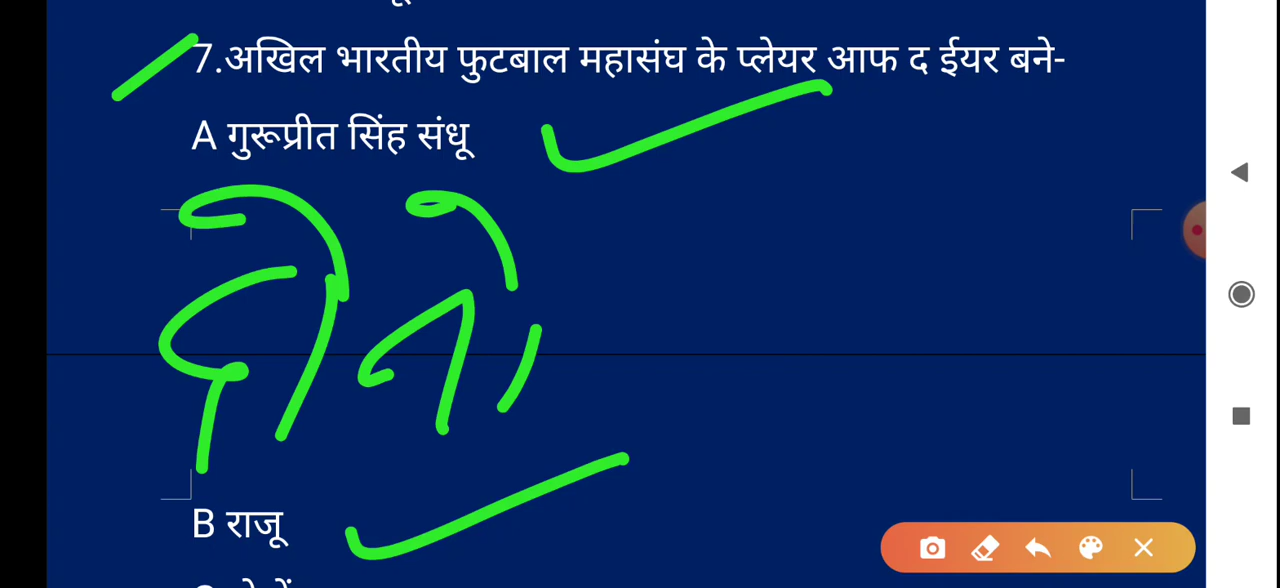 7.अखिल भारतीय फुटबाल महासंघ के प्लेयर आफ द ईयर बने-
A गुरूप्रीत सिंह संधू
दोनो
B राजू